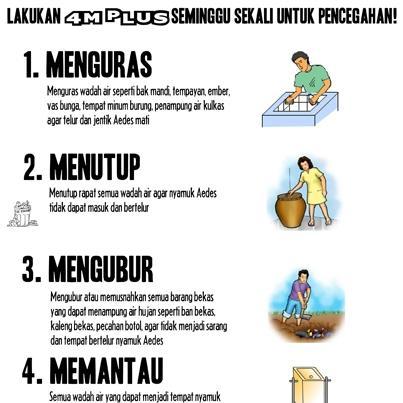 LAKUKAN 4M PLUS SEMINGGU SEKALI UNTUK PENCEGAHAN!
1. MENGURAS
Menguras wadah air seperti bak mandi, tempayan, ember,
vas bunga, tempat minum burung, penampung air kulkas
agar telur dan jentik Aedes mati
2. MENUTUP
Menutup rapat semua wadah air agar nyamuk Aedes
tidak dapat masuk dan bertelur
3. MENGUBUR
Mengubur atau memusnahkan semua barang bekas
yang dapat menampung air hujan seperti ban bekas,
kaleng bekas, pecahan botol, agar tidak menjadi sarang
dan tempat bertelur nyamuk Aedes
4. MEMANTAU
Semua wadah air yang dapat menjadi tempat nyamuk